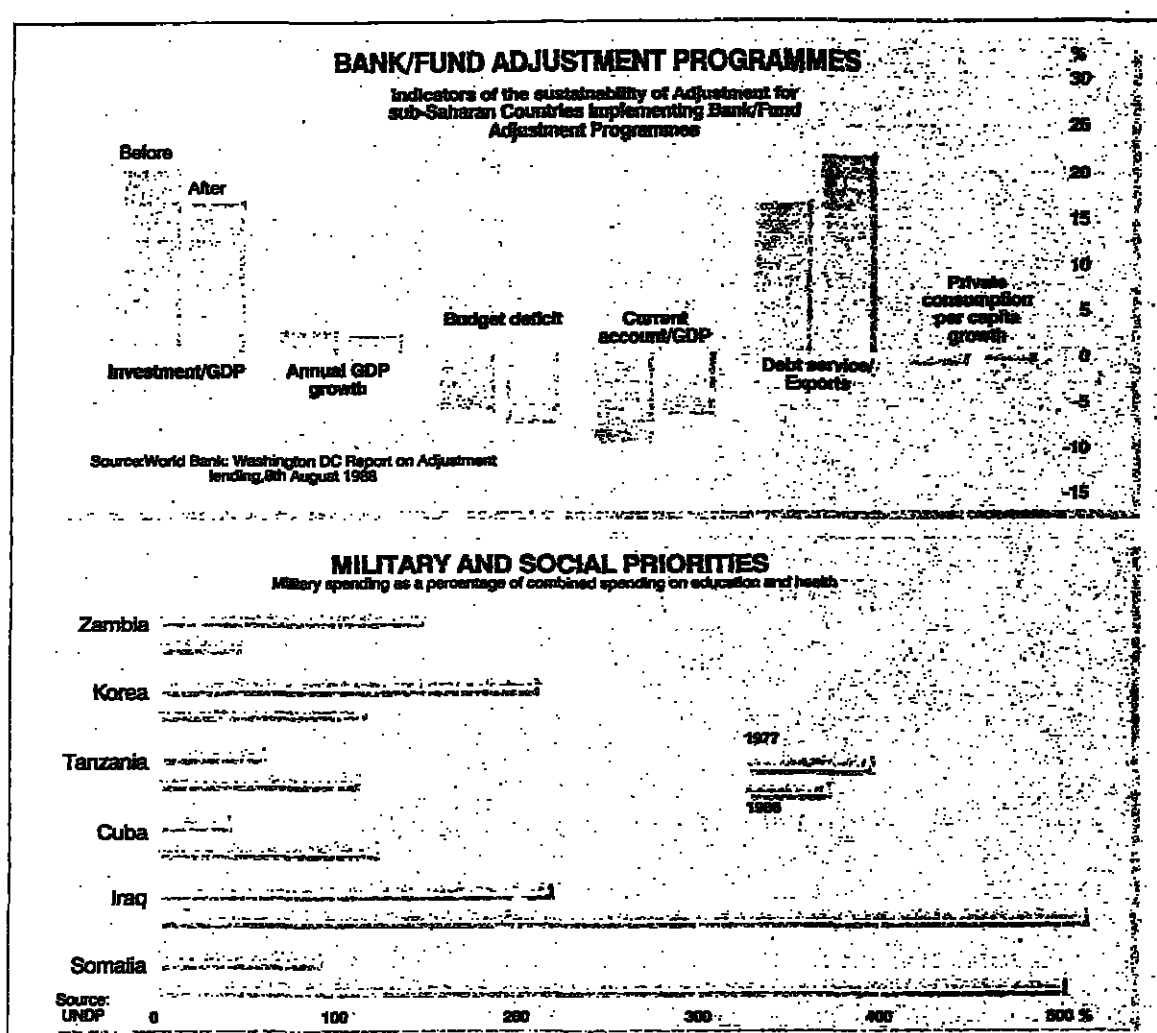 BANK/FUND ADJUSTMENT PROGRAMMES
Indicators of the sustainability of Adjustment for
sub-Saharan Countries Implementing Bank/Fund
Adjustment Programmes
%
30
25
20
15
10
5
0
-5
-10
-15
Before
After
Investment/GDP
Annual GDP
growth
Budget deficit
Current
account/GDP
Debt service/
Exports
Private
consumption
per capita
growth
Source:World Bank: Washington DC Report on Adjustment
lending,8th August 1988
MILITARY AND SOCIAL PRIORITIES
Military spending as a percentage of combined spending on education and health
Zambia
Korea
Tanzania
Cuba
Iraq
Somalia
1977
1986
Source:
UNDP
0 100 200 300 400 500 %